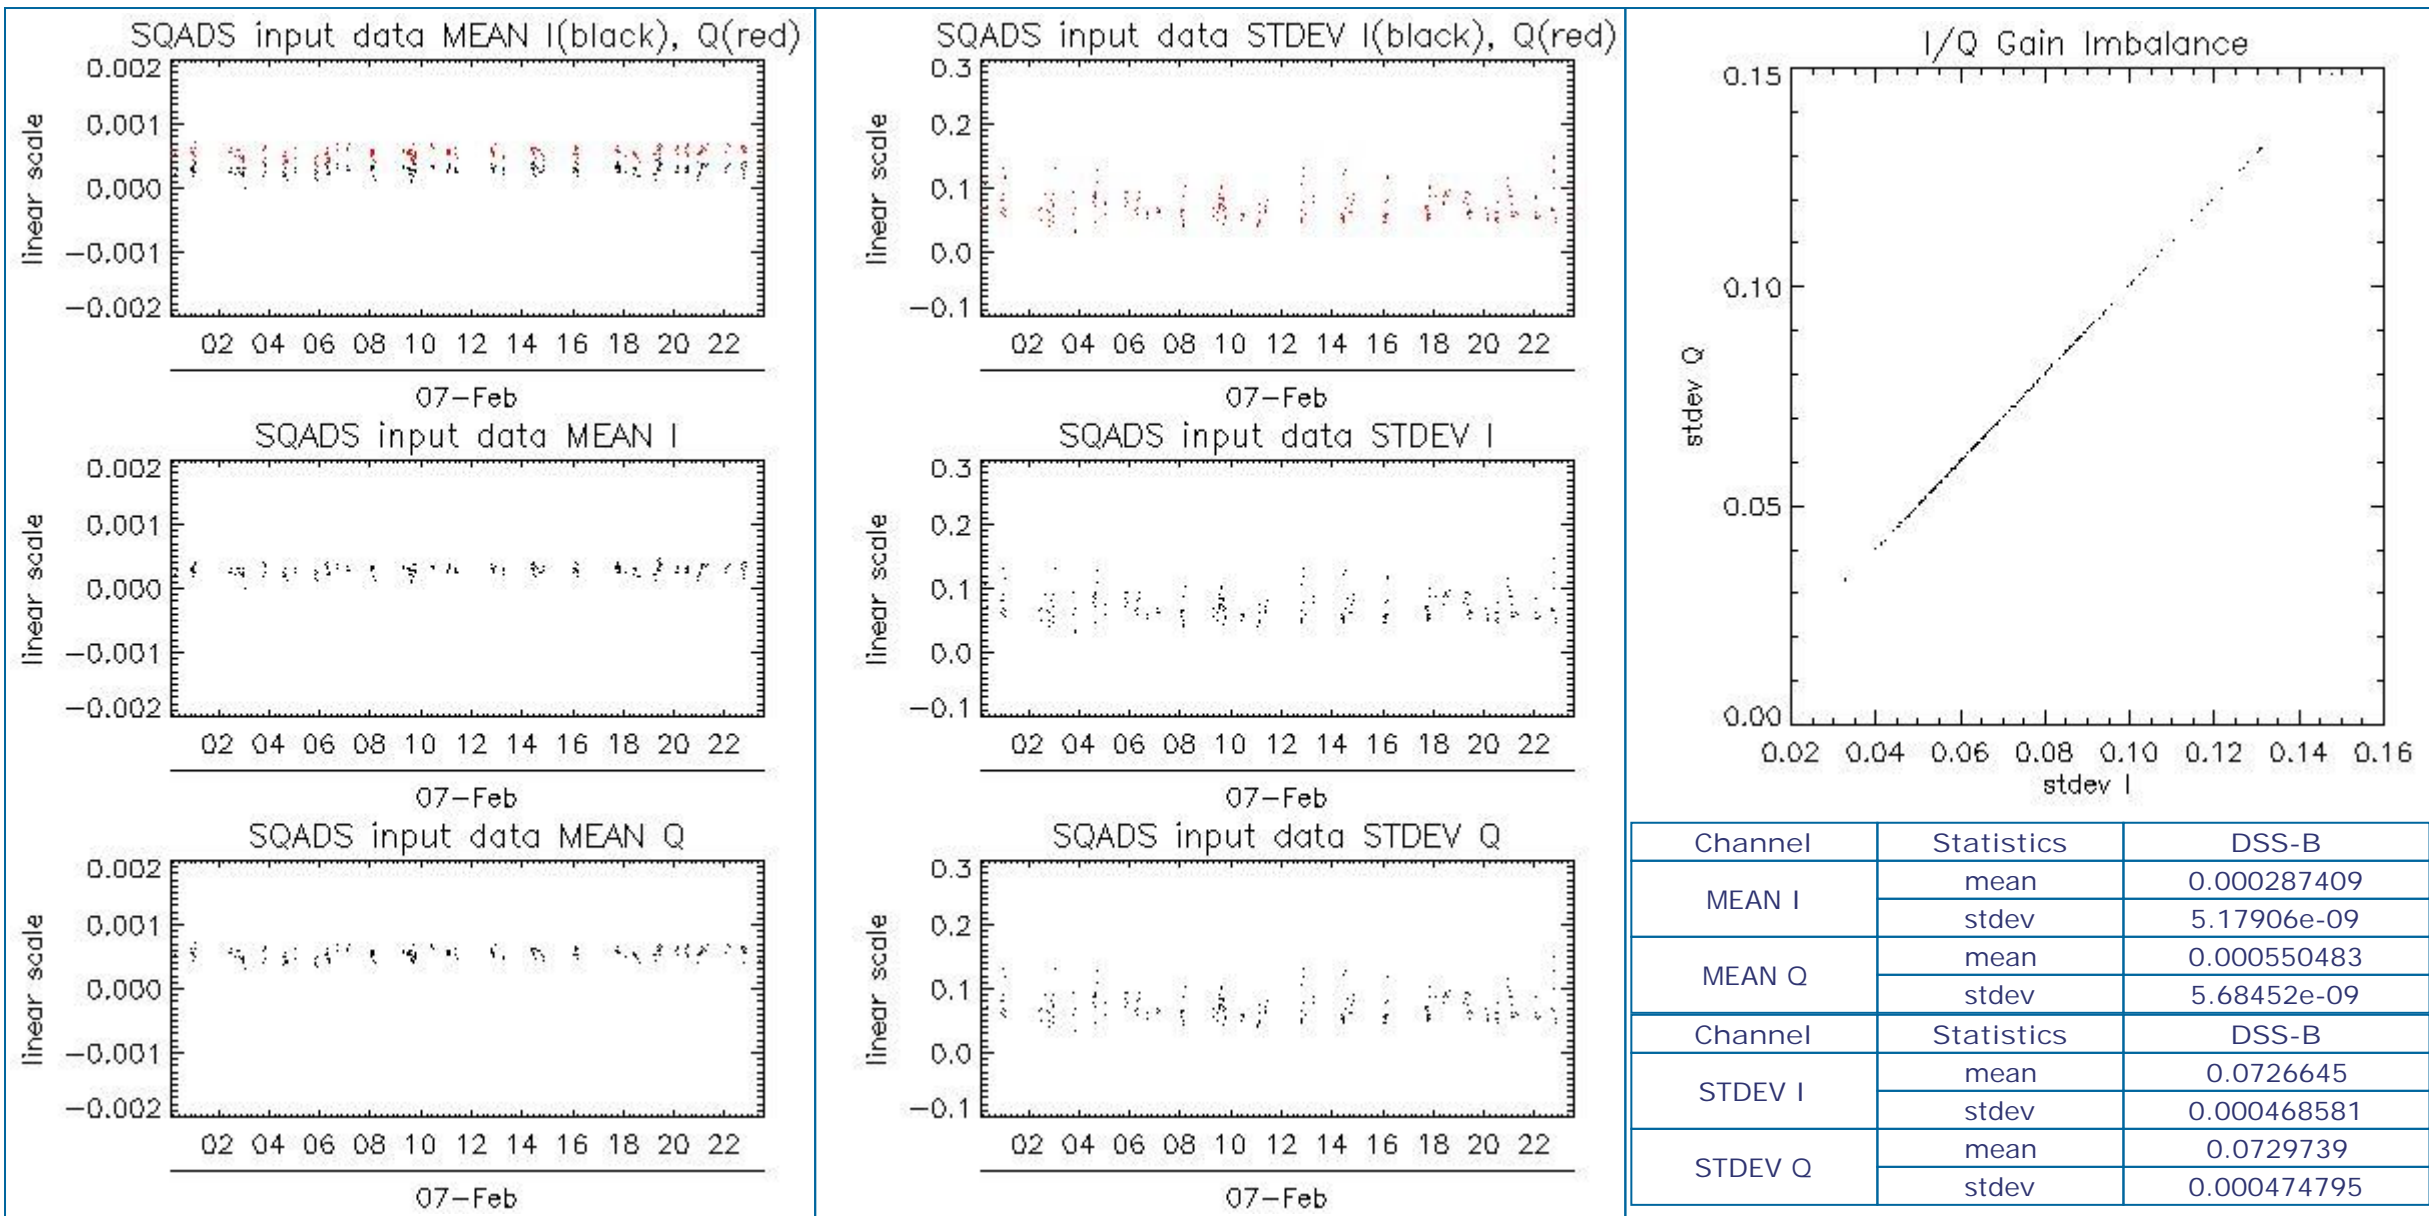 SQADS input data MEAN I(black), Q(red)
0.002
0.001
0.000
−0.001
−0.002
linear scale
02 04 06 08 10 12 14 16 18 20 22
07−Feb
SQADS input data MEAN I
0.002
0.001
0.000
−0.001
−0.002
linear scale
02 04 06 08 10 12 14 16 18 20 22
07−Feb
SQADS input data MEAN Q
0.002
0.001
0.000
−0.001
−0.002
linear scale
02 04 06 08 10 12 14 16 18 20 22
07−Feb
SQADS input data STDEV I(black), Q(red)
0.3
0.2
0.1
0.0
−0.1
linear scale
02 04 06 08 10 12 14 16 18 20 22
07−Feb
SQADS input data STDEV I
0.3
0.2
0.1
0.0
−0.1
linear scale
02 04 06 08 10 12 14 16 18 20 22
07−Feb
SQADS input data STDEV Q
0.3
0.2
0.1
0.0
−0.1
linear scale
02 04 06 08 10 12 14 16 18 20 22
07−Feb
I/Q Gain Imbalance
0.15
0.10
0.05
0.00
stdev Q
0.02 0.04 0.06 0.08 0.10 0.12 0.14 0.16
stdev I
Channel Statistics DSS-B
MEAN I mean 0.000287409
stdev 5.17906e-09
MEAN Q mean 0.000550483
stdev 5.68452e-09
Channel Statistics DSS-B
STDEV I mean 0.0726645
stdev 0.000468581
STDEV Q mean 0.0729739
stdev 0.000474795